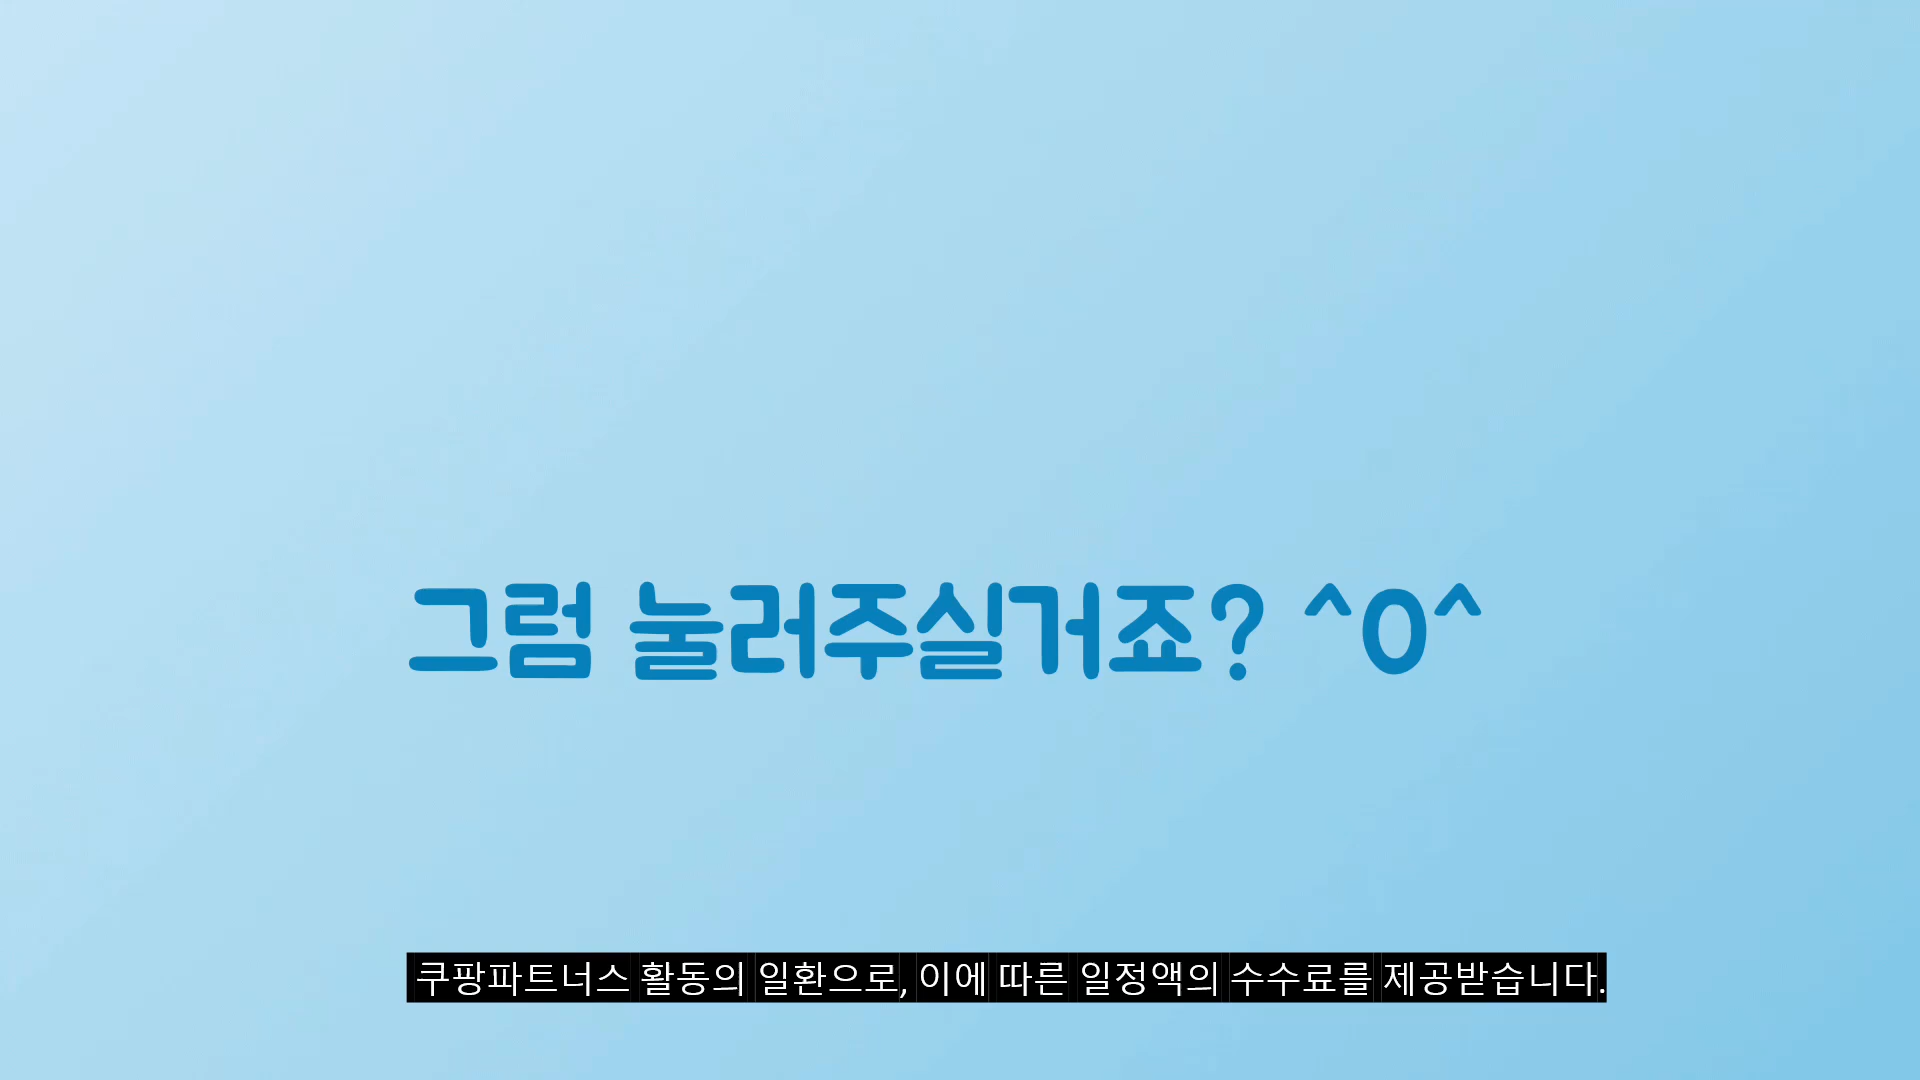 그럼 눌러주실거죠? ^0^
쿠팡파트너스 활동의 일환으로, 이에 따른 일정액의 수수료를 제공받습니다.